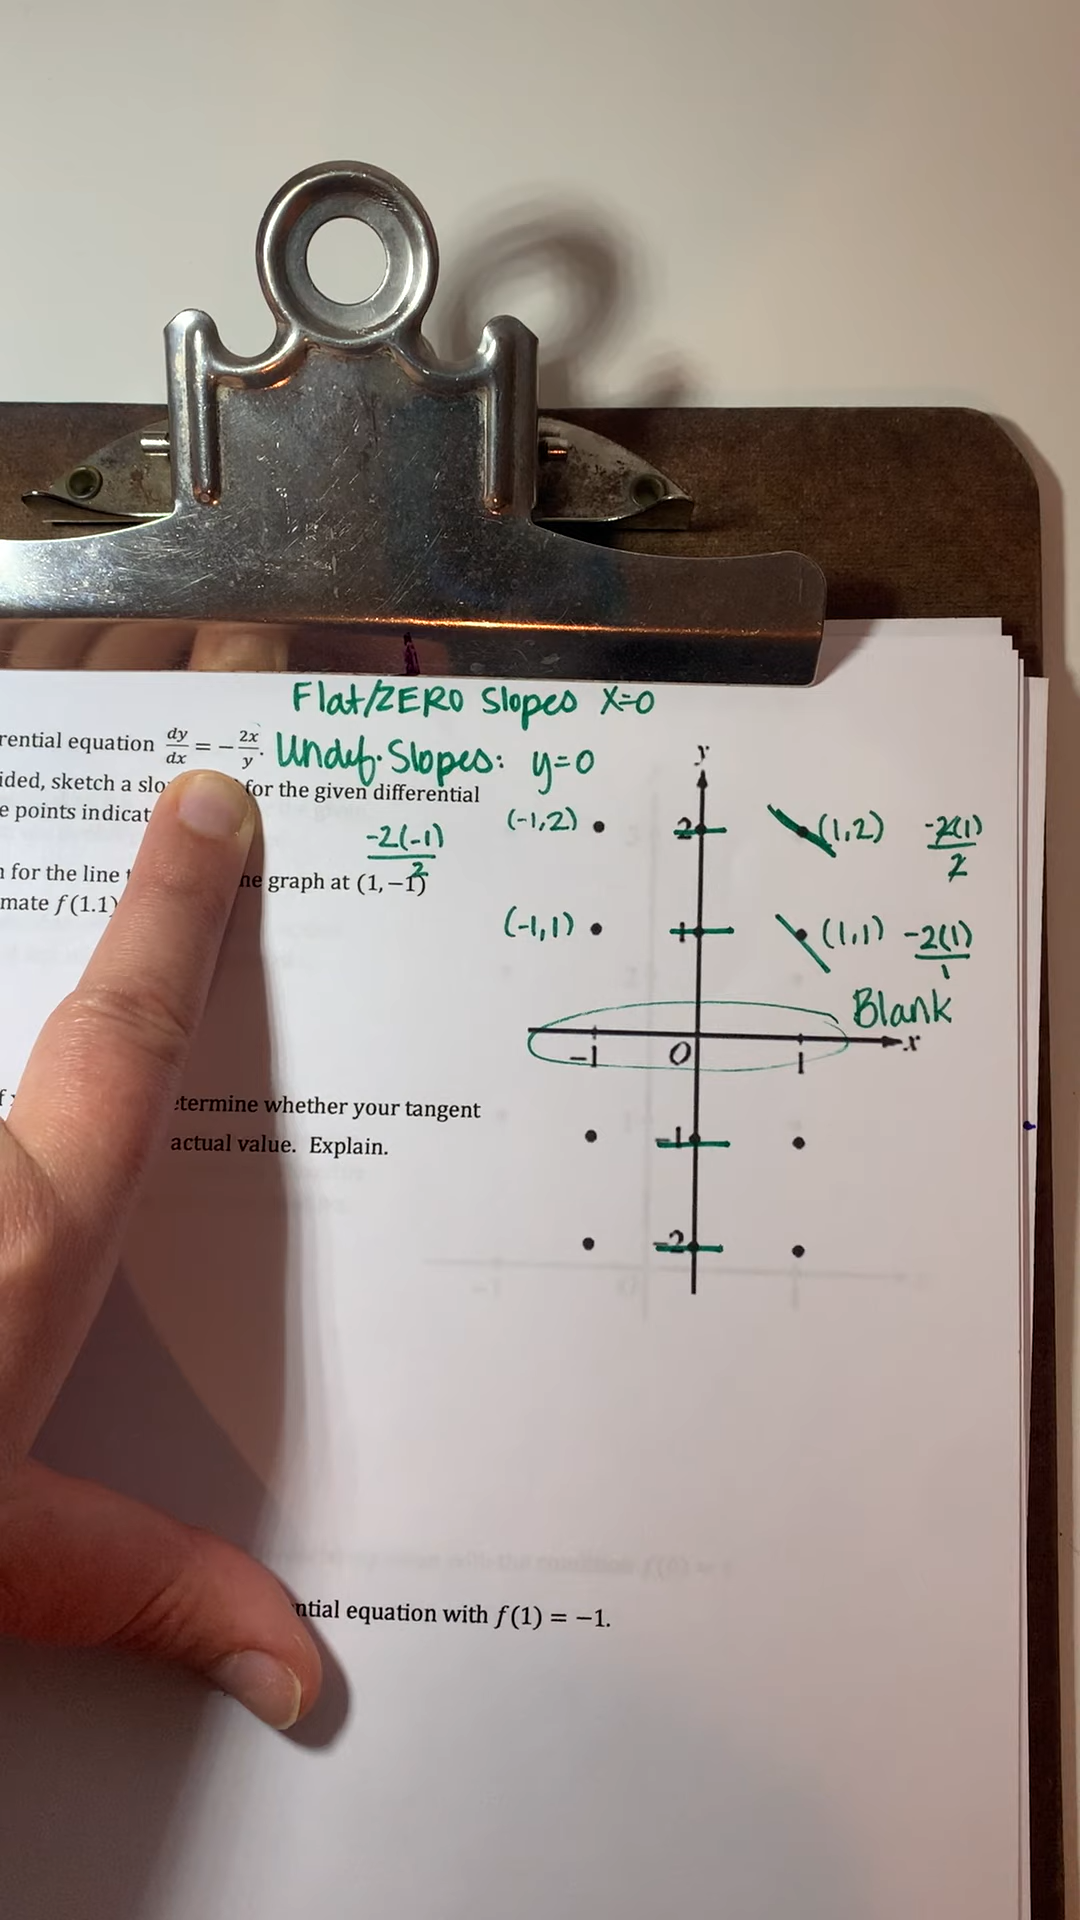 Flat/ZERO Slopes X=0
rential equation dy/dx = − 2x/y. Undef. Slopes: y=0
ided, sketch a slo for the given differential
e points indicat
-2(-1)/2
for the line
he graph at (1, −1)
mate f(1.1)
termine whether your tangent
actual value. Explain.
ntial equation with f(1) = −1.
y
(-1,2) 2 (1,2) -2(1)/2
(-1,1) 1 (1,1) -2(1)/1
Blank
−1 O 1 x
−1
−2